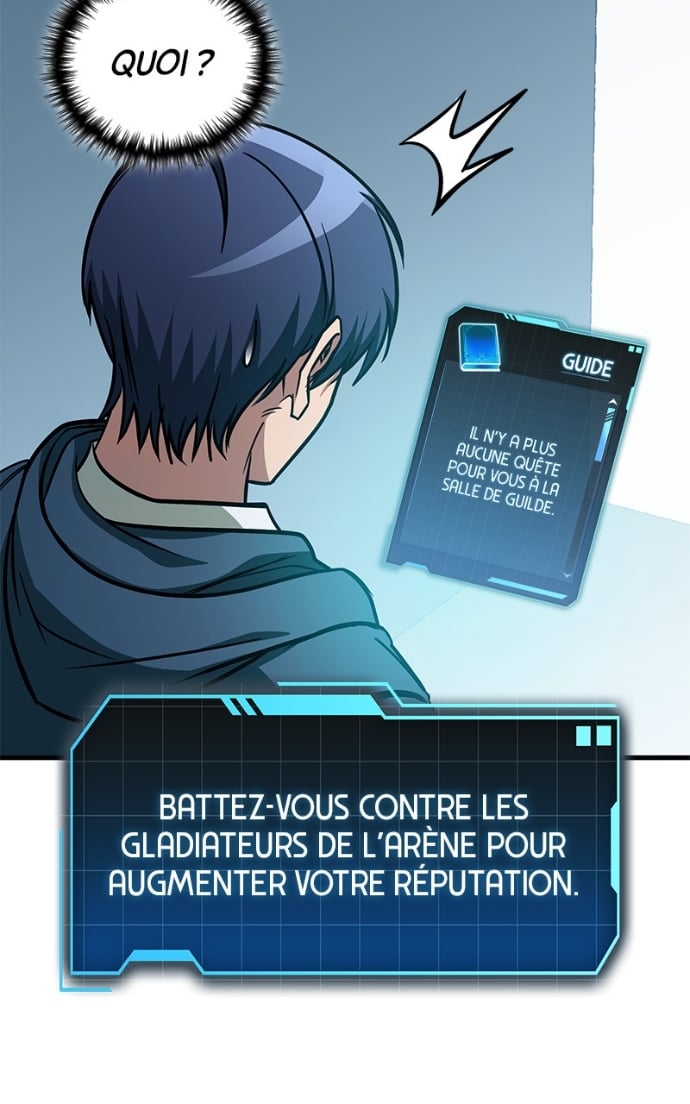 QUOI ?
GUIDE
IL N'Y A PLUS
AUCUNE QUÊTE
POUR VOUS À LA
SALLE DE GUILDE.
BATTEZ-VOUS CONTRE LES
GLADIATEURS DE L'ARÈNE POUR
AUGMENTER VOTRE RÉPUTATION.